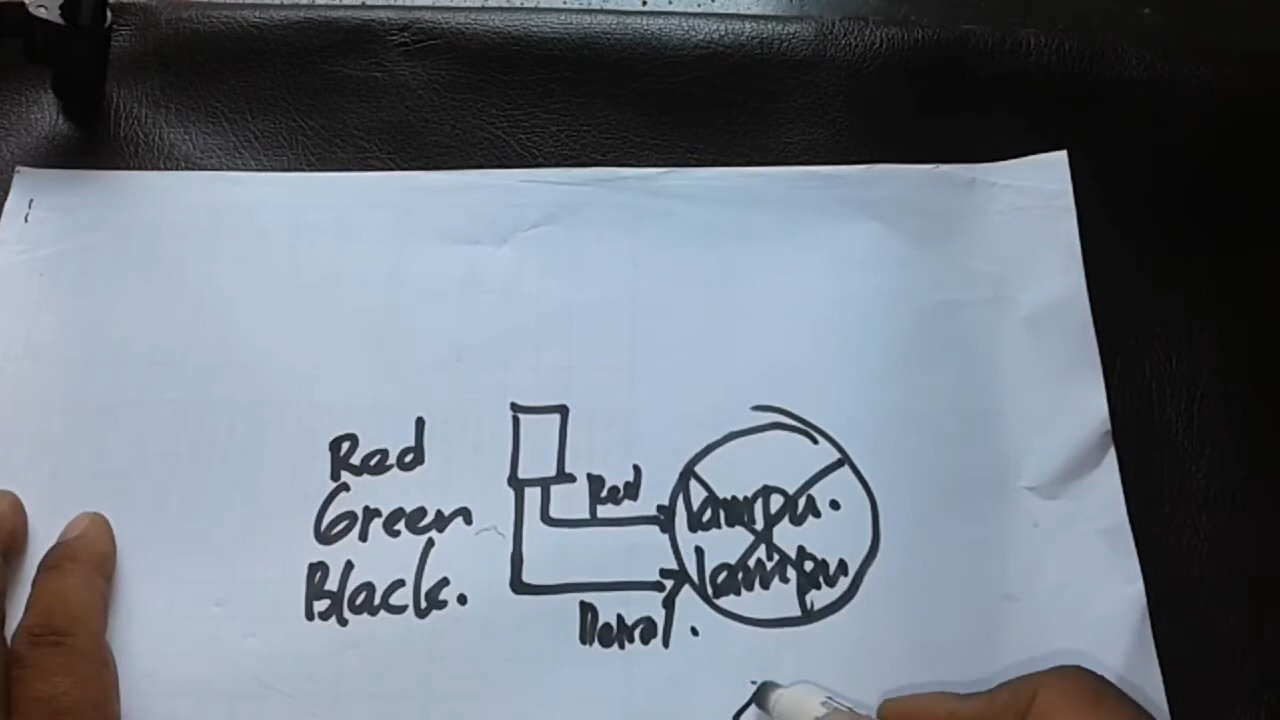 Red
Green
Black.
Red
lampu.
lampu
Netral.